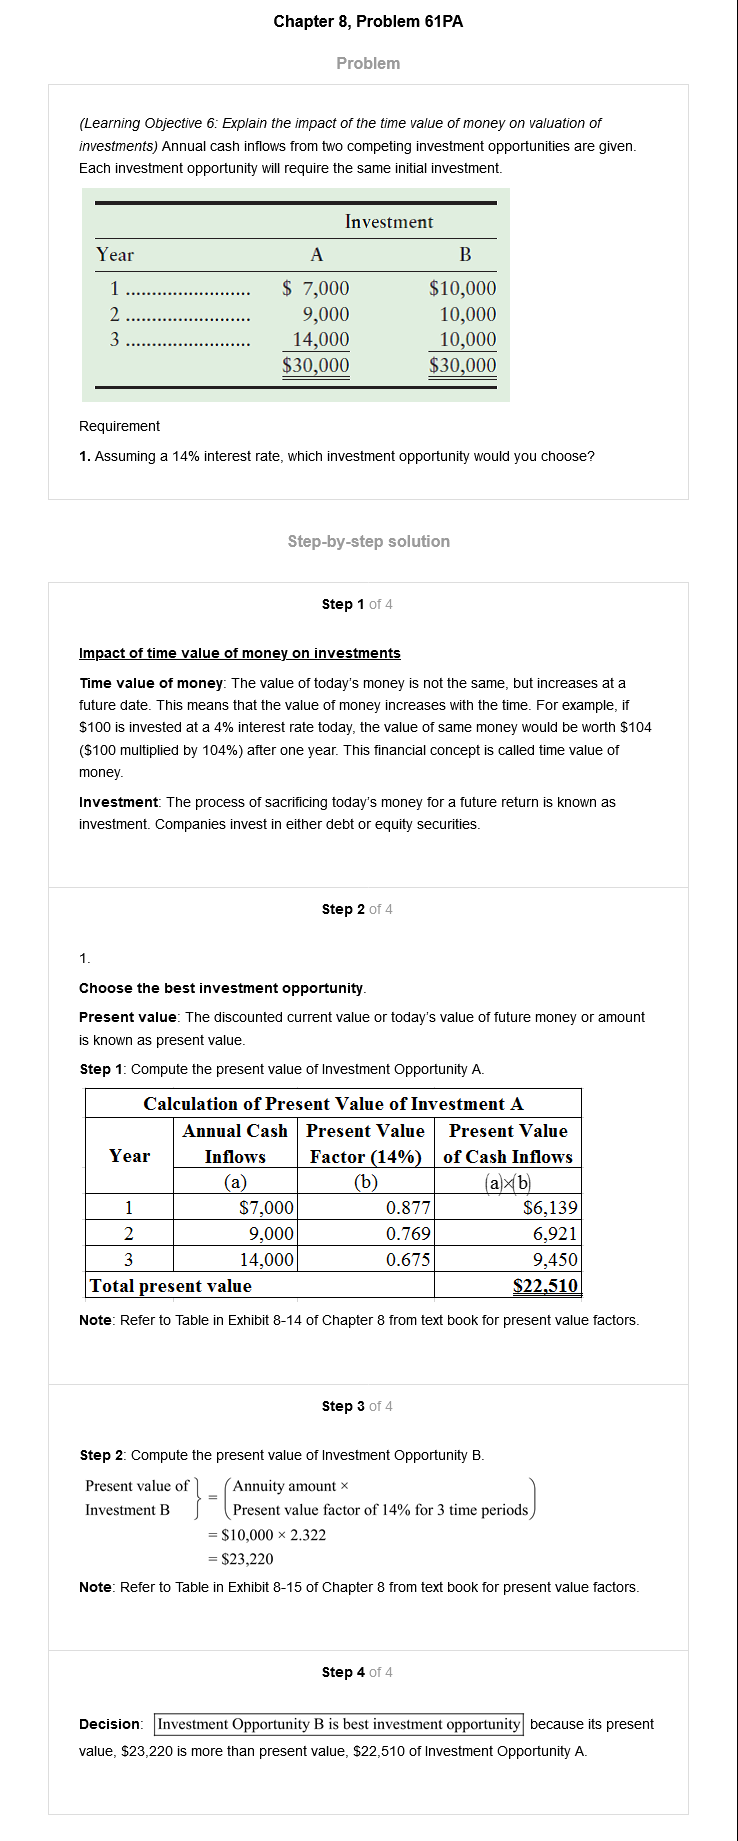 Chapter 8, Problem 61PA
Problem
(Learning Objective 6: Explain the impact of the time value of money on valuation of
investments) Annual cash inflows from two competing investment opportunities are given.
Each investment opportunity will require the same initial investment.
Investment
Year A B
1 ........................ $ 7,000 $10,000
2 ........................ 9,000 10,000
3 ........................ 14,000 10,000
$30,000 $30,000
Requirement
1. Assuming a 14% interest rate, which investment opportunity would you choose?
Step-by-step solution
Step 1 of 4
Impact of time value of money on investments
Time value of money: The value of today's money is not the same, but increases at a
future date. This means that the value of money increases with the time. For example, if
$100 is invested at a 4% interest rate today, the value of same money would be worth $104
($100 multiplied by 104%) after one year. This financial concept is called time value of
money.
Investment: The process of sacrificing today's money for a future return is known as
investment. Companies invest in either debt or equity securities.
Step 2 of 4
1.
Choose the best investment opportunity.
Present value: The discounted current value or today's value of future money or amount
is known as present value.
Step 1: Compute the present value of Investment Opportunity A.
Calculation of Present Value of Investment A
Annual Cash Present Value Present Value
Year Inflows Factor (14%) of Cash Inflows
(a) (b) (a)×(b)
1 $7,000 0.877 $6,139
2 9,000 0.769 6,921
3 14,000 0.675 9,450
Total present value $22,510
Note: Refer to Table in Exhibit 8-14 of Chapter 8 from text book for present value factors.
Step 3 of 4
Step 2: Compute the present value of Investment Opportunity B.
Present value of } = (Annuity amount ×
Investment B Present value factor of 14% for 3 time periods)
= $10,000 × 2.322
= $23,220
Note: Refer to Table in Exhibit 8-15 of Chapter 8 from text book for present value factors.
Step 4 of 4
Decision: Investment Opportunity B is best investment opportunity because its present
value, $23,220 is more than present value, $22,510 of Investment Opportunity A.